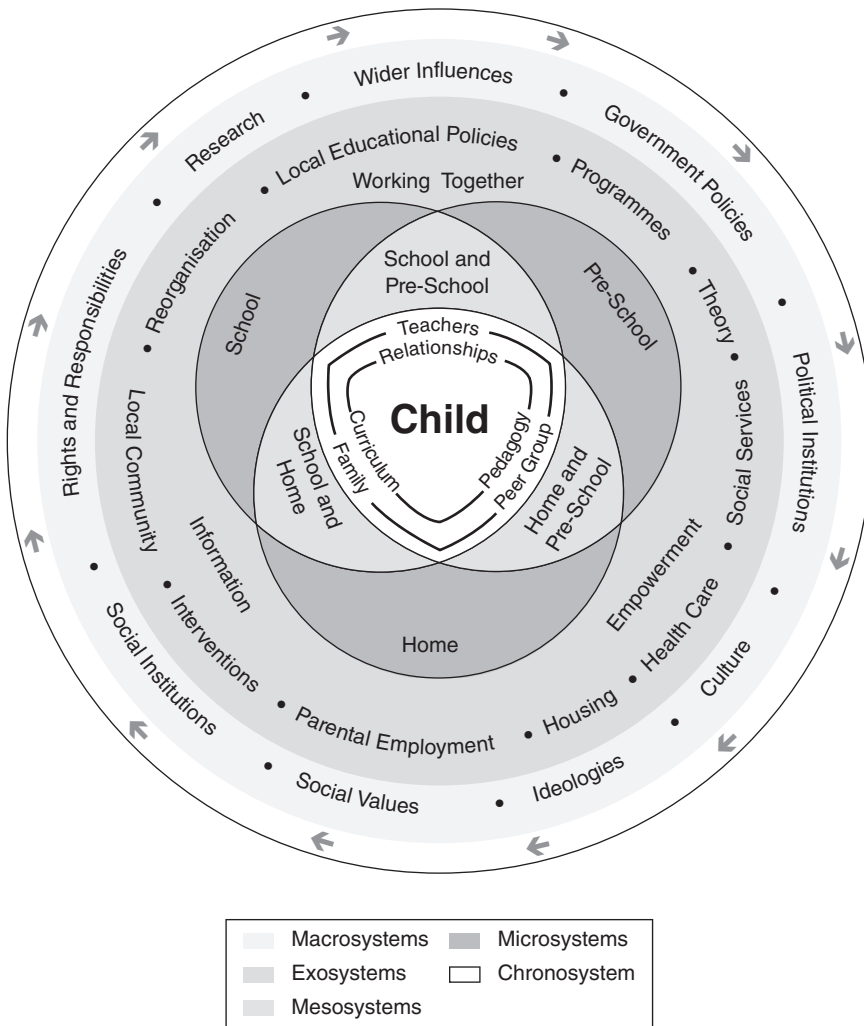 Wider Influences
Government Policies
Political Institutions
Culture
Ideologies
Social Values
Social Institutions
Rights and Responsibilities
Research
Local Educational Policies
Programmes
Theory
Social Services
Health Care
Housing
Parental Employment
Interventions
Local Community
Reorganisation
Working Together
Empowerment
Information
School
Pre-School
Home
School and
Pre-School
School and
Home
Home and
Pre-School
Teachers
Relationships
Child
Curriculum
Family
Pedagogy
Peer Group
Macrosystems
Microsystems
Exosystems
Chronosystem
Mesosystems